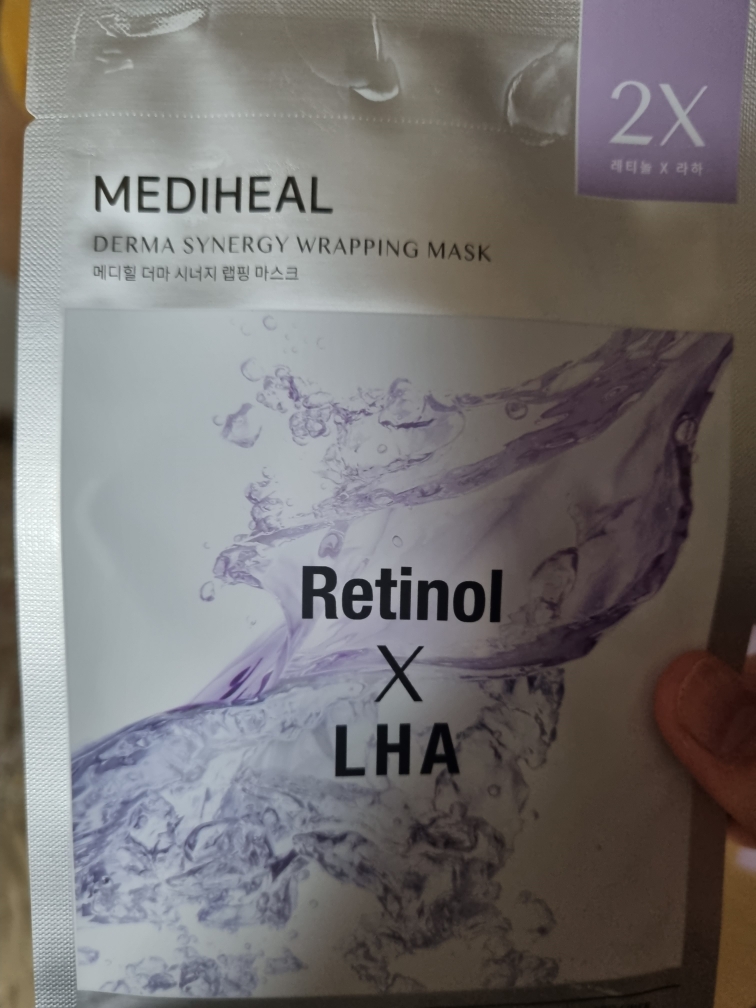 2X
레티놀 X 라하
MEDIHEAL
DERMA SYNERGY WRAPPING MASK
메디힐 더마 시너지 랩핑 마스크
Retinol
X
LHA